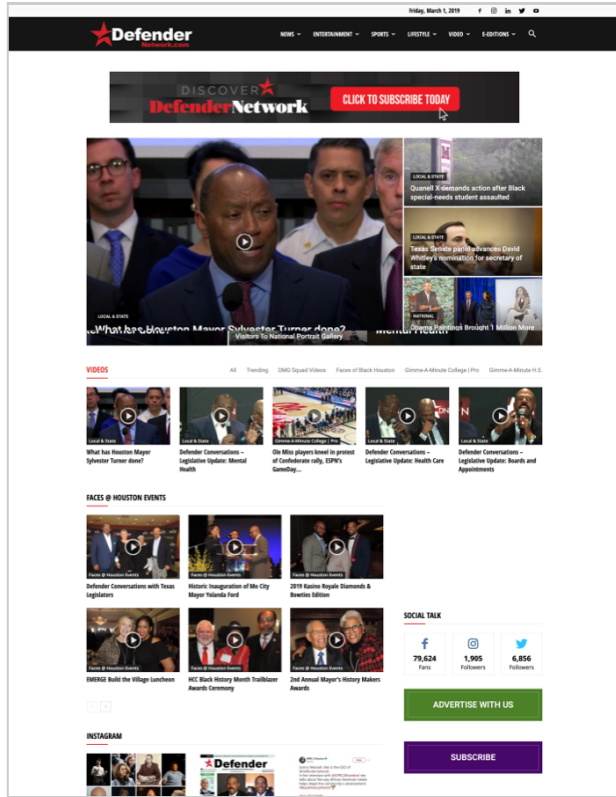 Friday, March 1, 2019
Defender
Network.com
NEWS
ENTERTAINMENT
SPORTS
LIFESTYLE
VIDEO
E-EDITIONS
DISCOVER
DefenderNetwork
CLICK TO SUBSCRIBE TODAY
LOCAL & STATE
Quanell X demands action after Black
special-needs student assaulted
LOCAL & STATE
Texas Senate panel advances David
Whitley's nomination for secretary of
state
LOCAL & STATE
What has Houston Mayor Sylvester Turner done?
Visitors To National Portrait Gallery
Mental Health
NATIONAL
Obama Paintings Brought 1 Million More
VIDEOS
All Trending DMG Squad Videos Faces of Black Houston Gimme-A-Minute College | Pro Gimme-A-Minute H.S.
Local & State
What has Houston Mayor
Sylvester Turner done?
Local & State
Defender Conversations –
Legislative Update: Mental
Health
Gimme-A-Minute College | Pro
Ole Miss players kneel in protest
of Confederate rally, ESPN's
GameDay...
Local & State
Defender Conversations –
Legislative Update: Health Care
Local & State
Defender Conversations –
Legislative Update: Boards and
Appointments
FACES @ HOUSTON EVENTS
Faces @ Houston Events
Defender Conversations with Texas
Legislators
Faces @ Houston Events
Historic Inauguration of Mo City
Mayor Yolanda Ford
Faces @ Houston Events
2019 Kasino Royale Diamonds &
Bowties Edition
Faces @ Houston Events
EMERGE Build the Village Luncheon
Faces @ Houston Events
HCC Black History Month Trailblazer
Awards Ceremony
Faces @ Houston Events
2nd Annual Mayor's History Makers
Awards
SOCIAL TALK
79,624
Fans
1,905
Followers
6,856
Followers
ADVERTISE WITH US
SUBSCRIBE
INSTAGRAM
Defender